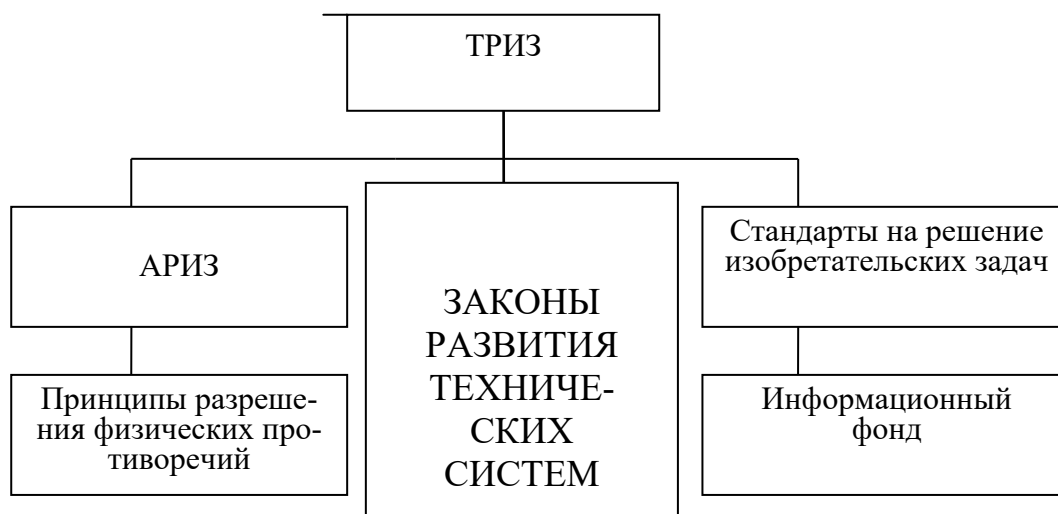 ТРИЗ
АРИЗ
Принципы разреше-
ния физических про-
тиворечий
ЗАКОНЫ
РАЗВИТИЯ
ТЕХНИЧЕ-
СКИХ
СИСТЕМ
Стандарты на решение
изобретательских задач
Информационный
фонд